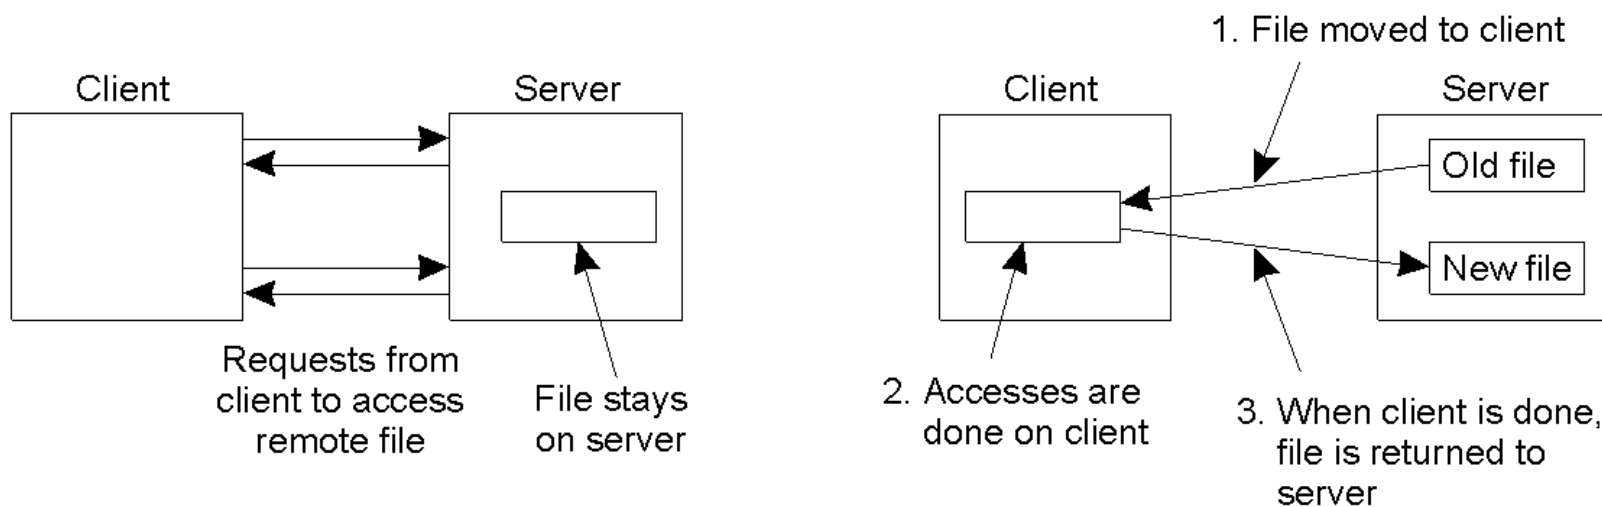 Client
Server
Requests from
client to access
remote file
File stays
on server
1. File moved to client
Client
Server
Old file
New file
2. Accesses are
done on client
3. When client is done,
file is returned to
server